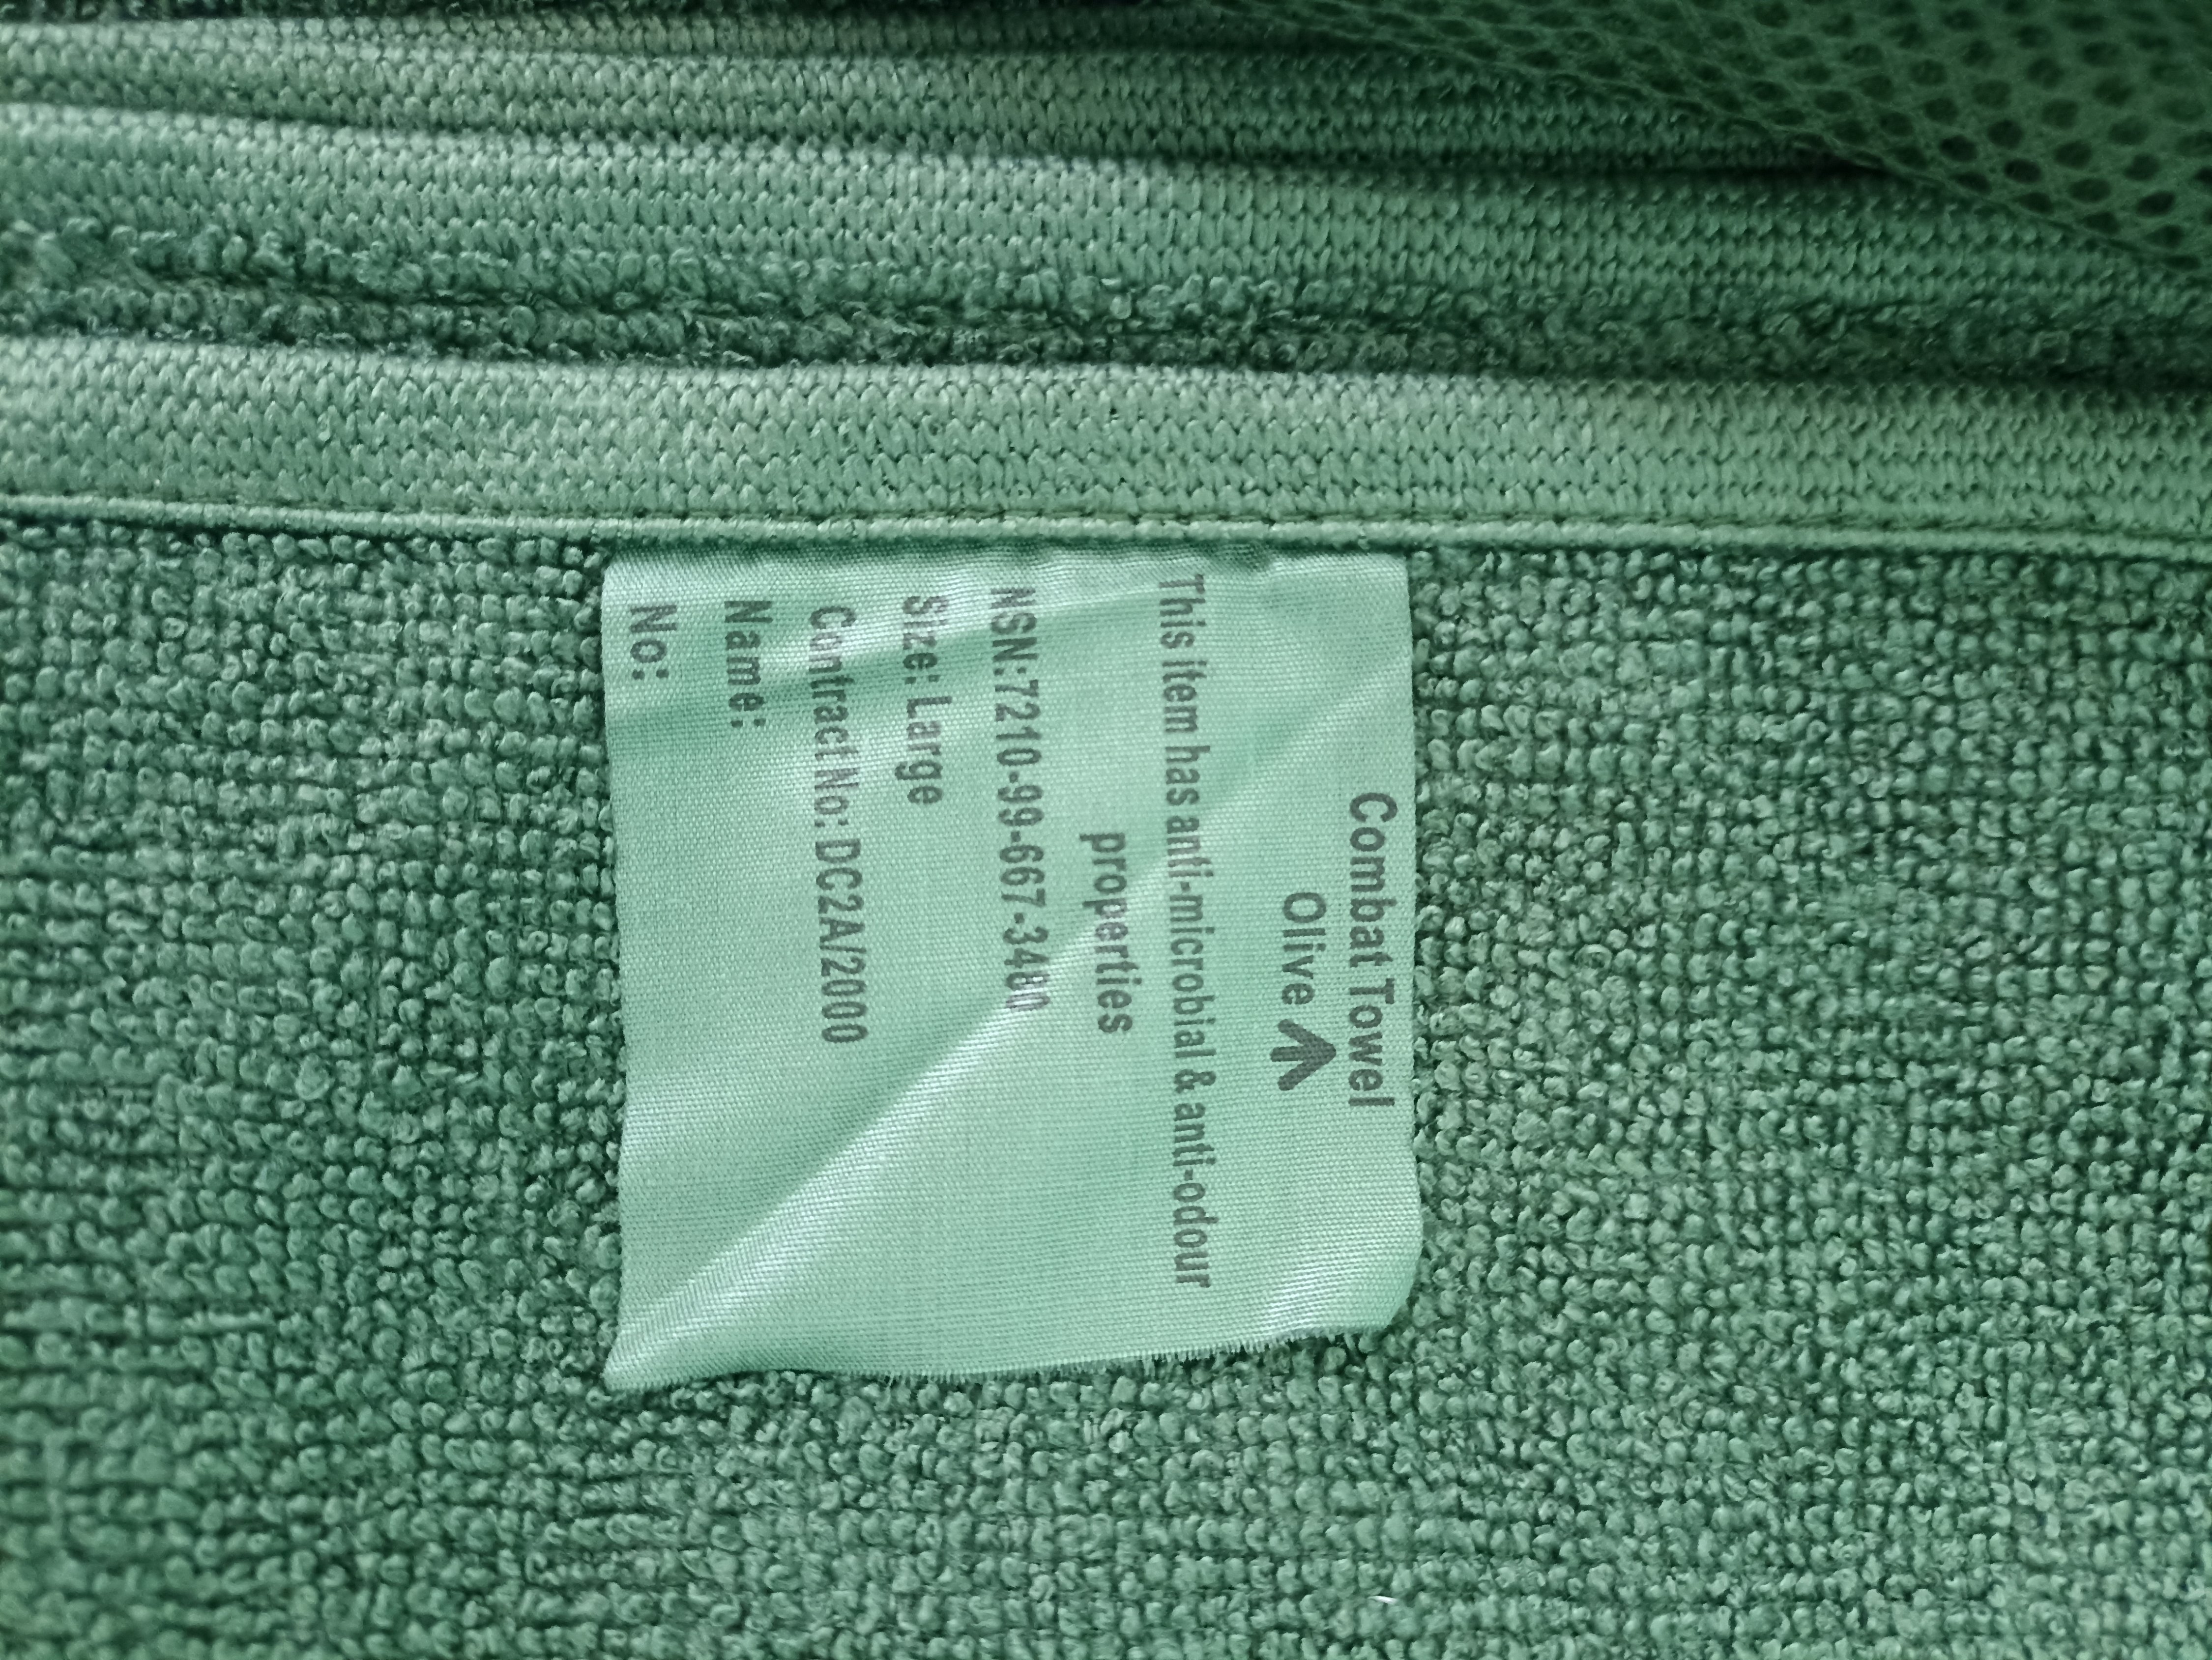 Combat Towel
Olive
This item has anti-microbial & anti-odour
properties
NSN:7210-99-667-3480
Size: Large
Contract No: DC2A/2000
Name:
No: